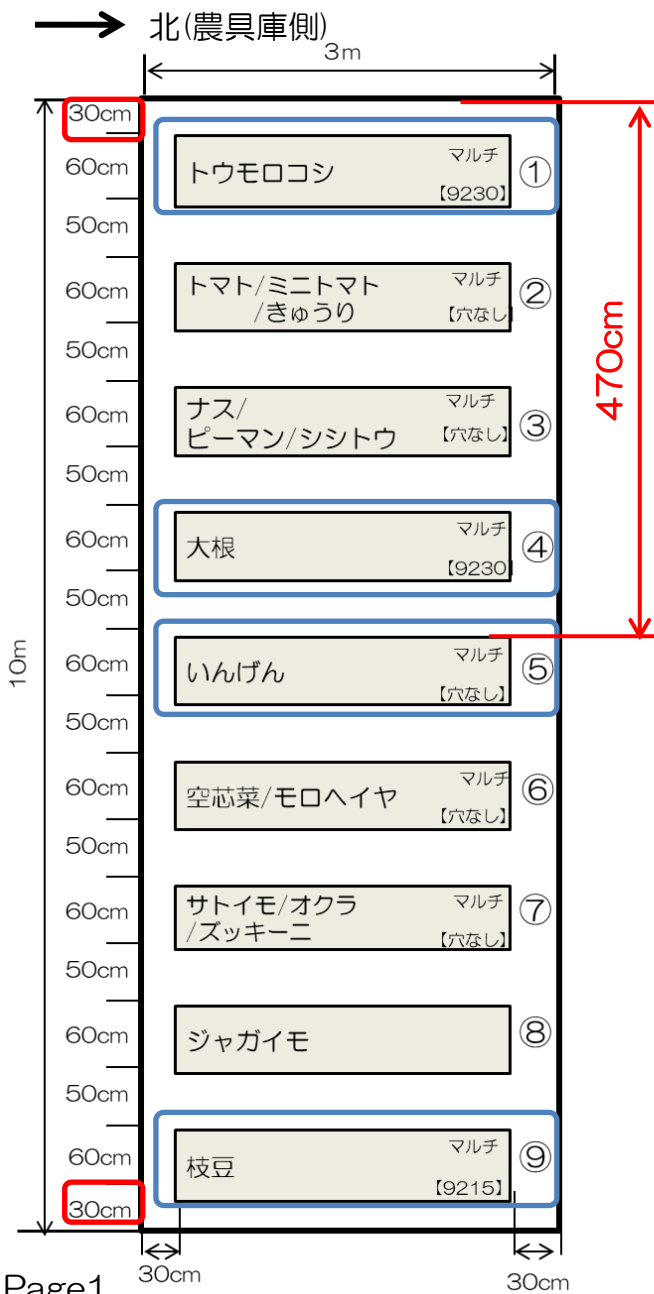 北(農具庫側)
3m
30cm
60cm
トウモロコシ
マルチ
【9230】
①
50cm
60cm
トマト/ミニトマト
/きゅうり
マルチ
【穴なし】
②
50cm
60cm
ナス/
ピーマン/シシトウ
マルチ
【穴なし】
③
470cm
50cm
60cm
大根
マルチ
【9230】
④
50cm
10m
60cm
いんげん
マルチ
【穴なし】
⑤
50cm
60cm
空芯菜/モロヘイヤ
マルチ
【穴なし】
⑥
50cm
60cm
サトイモ/オクラ
/ズッキーニ
マルチ
【穴なし】
⑦
50cm
60cm
ジャガイモ
⑧
50cm
60cm
枝豆
マルチ
【9215】
⑨
30cm
30cm
30cm
Page1